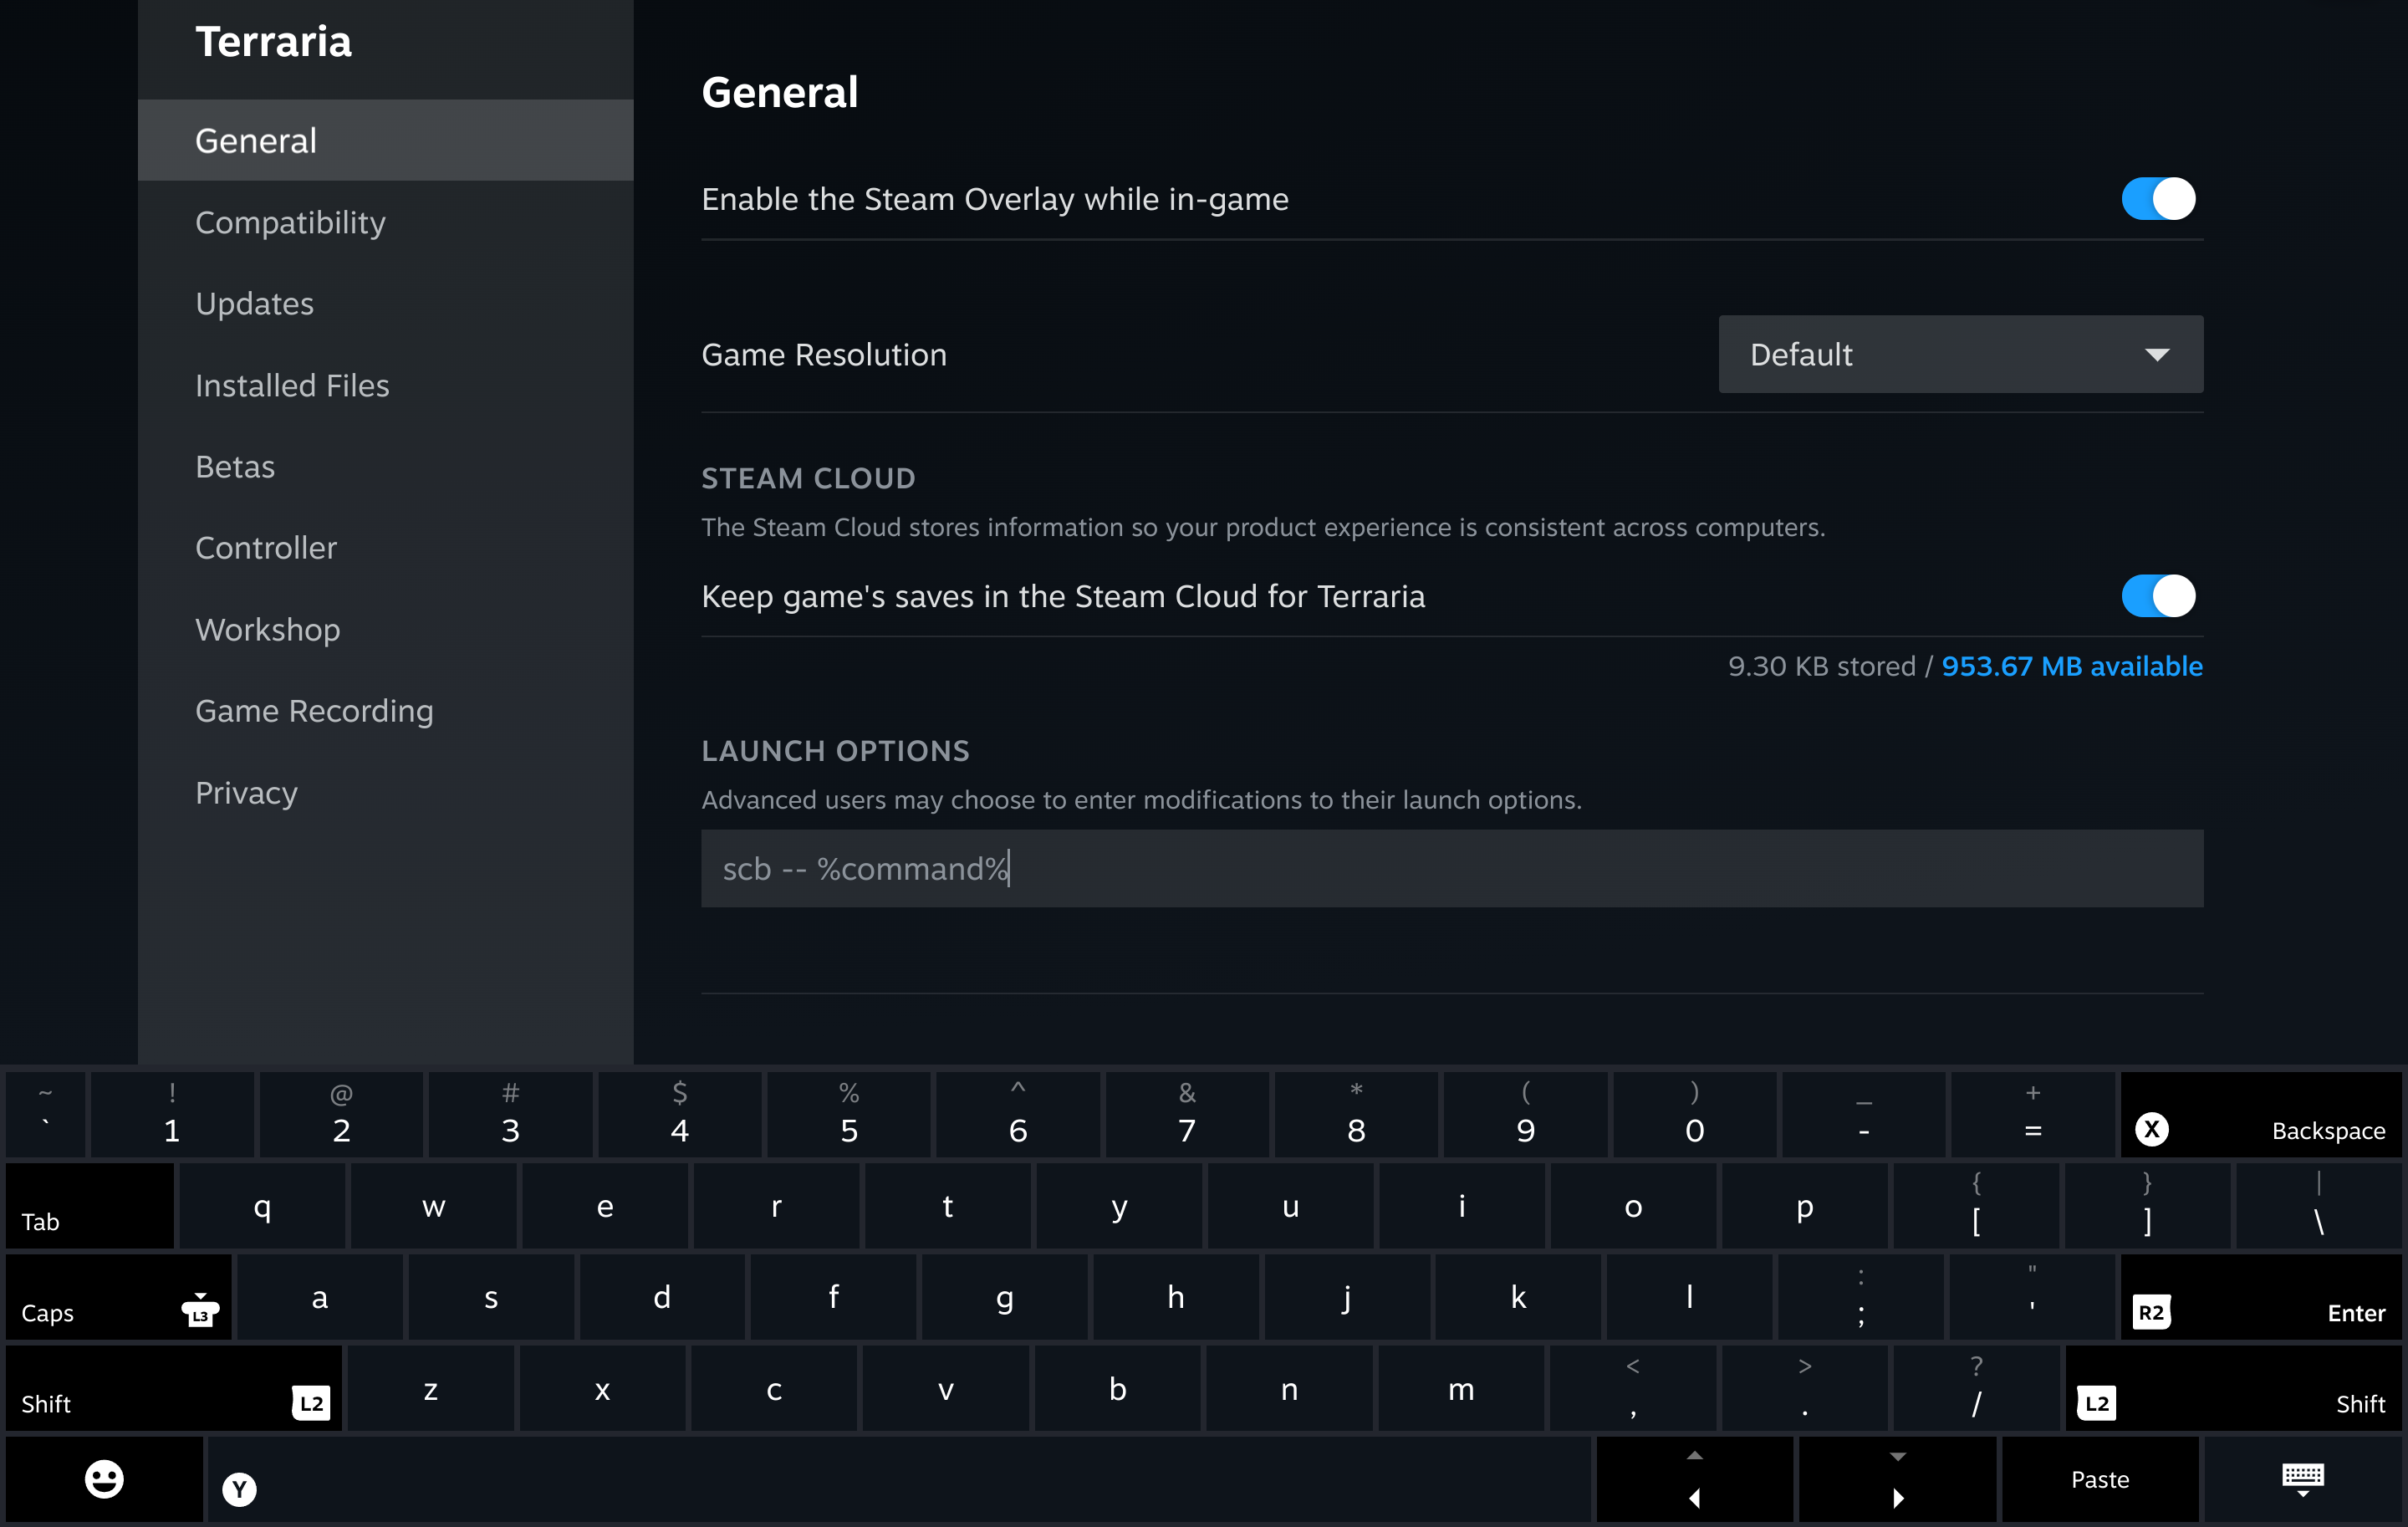 Terraria
General
Compatibility
Updates
Installed Files
Betas
Controller
Workshop
Game Recording
Privacy
General
Enable the Steam Overlay while in-game
Game Resolution
Default
STEAM CLOUD
The Steam Cloud stores information so your product experience is consistent across computers.
Keep game's saves in the Steam Cloud for Terraria
9.30 KB stored / 953.67 MB available
LAUNCH OPTIONS
Advanced users may choose to enter modifications to their launch options.
scb -- %command%
~ ! @ # $ % ^ & * ( ) _ +
` 1 2 3 4 5 6 7 8 9 0 - = X Backspace
{ } |
Tab q w e r t y u i o p [ ] \
: "
Caps L3 a s d f g h j k l ; ' R2 Enter
< > ?
Shift L2 z x c v b n m , . / L2 Shift
Y Paste